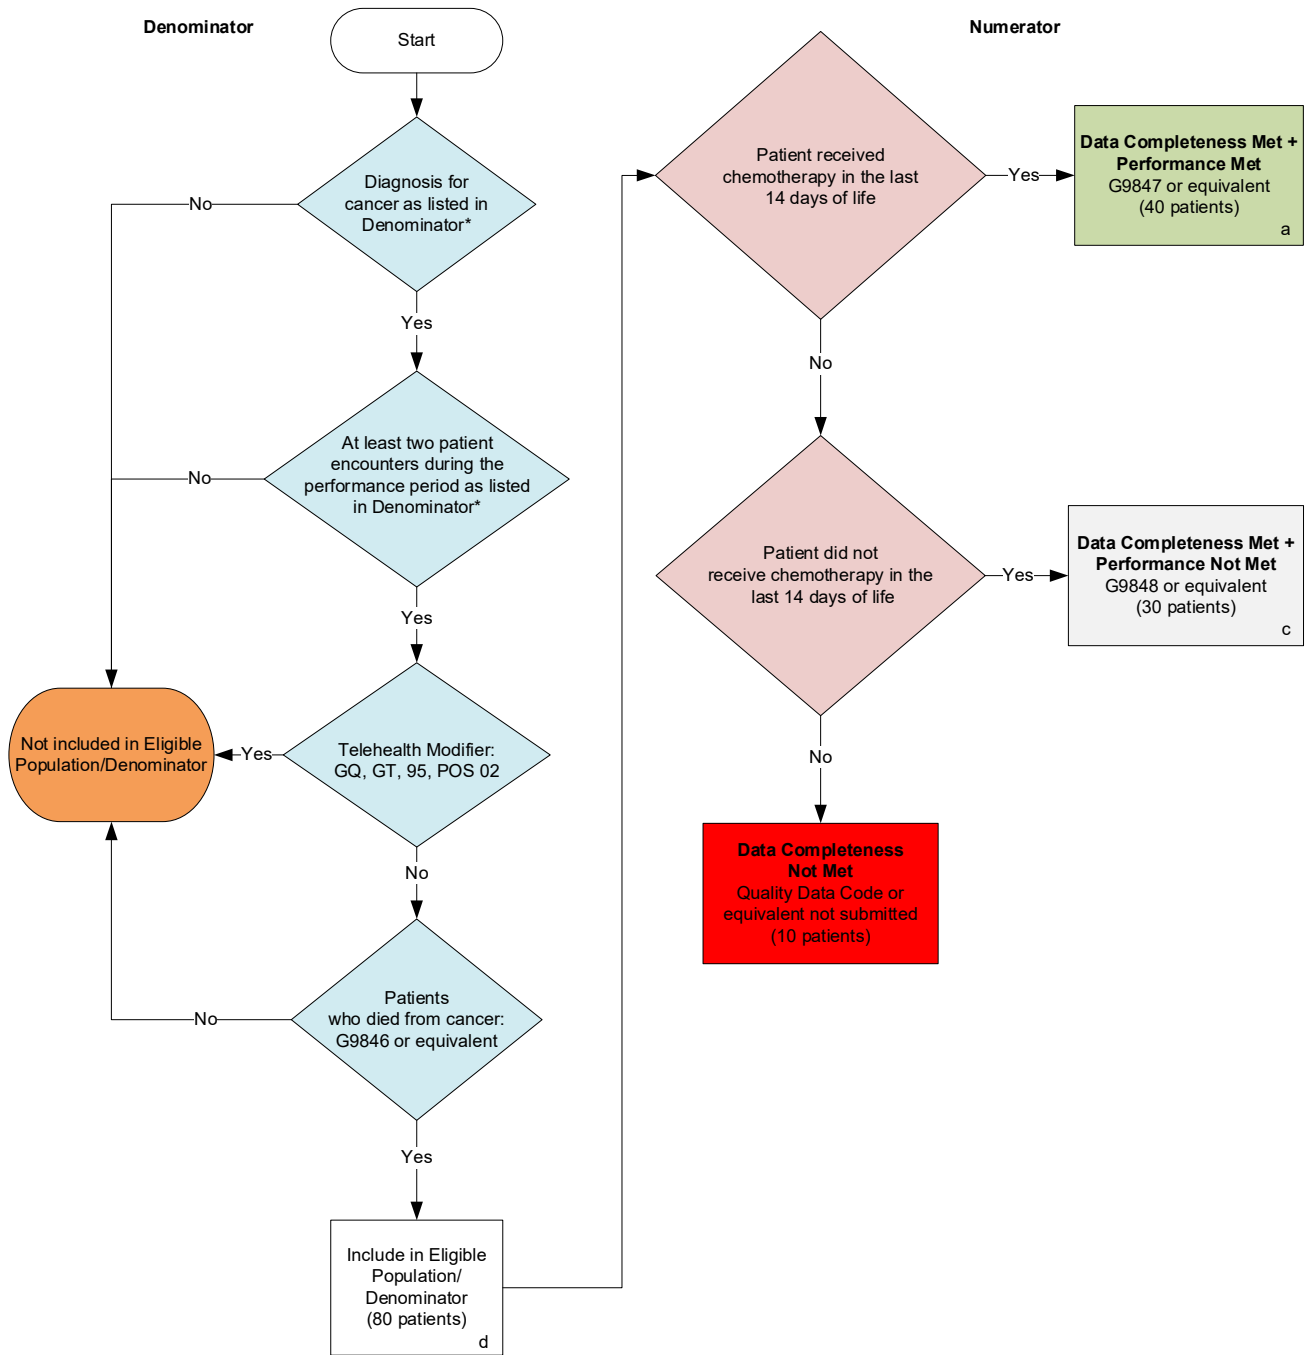 Denominator
Numerator
Start
Diagnosis for
cancer as listed in
Denominator*
No
Yes
At least two patient
encounters during the
performance period as listed
in Denominator*
No
Yes
Telehealth Modifier:
GQ, GT, 95, POS 02
Yes
Not included in Eligible
Population/Denominator
No
Patients
who died from cancer:
G9846 or equivalent
No
Yes
Include in Eligible
Population/
Denominator
(80 patients)
d
Patient received
chemotherapy in the last
14 days of life
Yes
Data Completeness Met +
Performance Met
G9847 or equivalent
(40 patients)
a
No
Patient did not
receive chemotherapy in the
last 14 days of life
Yes
Data Completeness Met +
Performance Not Met
G9848 or equivalent
(30 patients)
c
No
Data Completeness
Not Met
Quality Data Code or
equivalent not submitted
(10 patients)